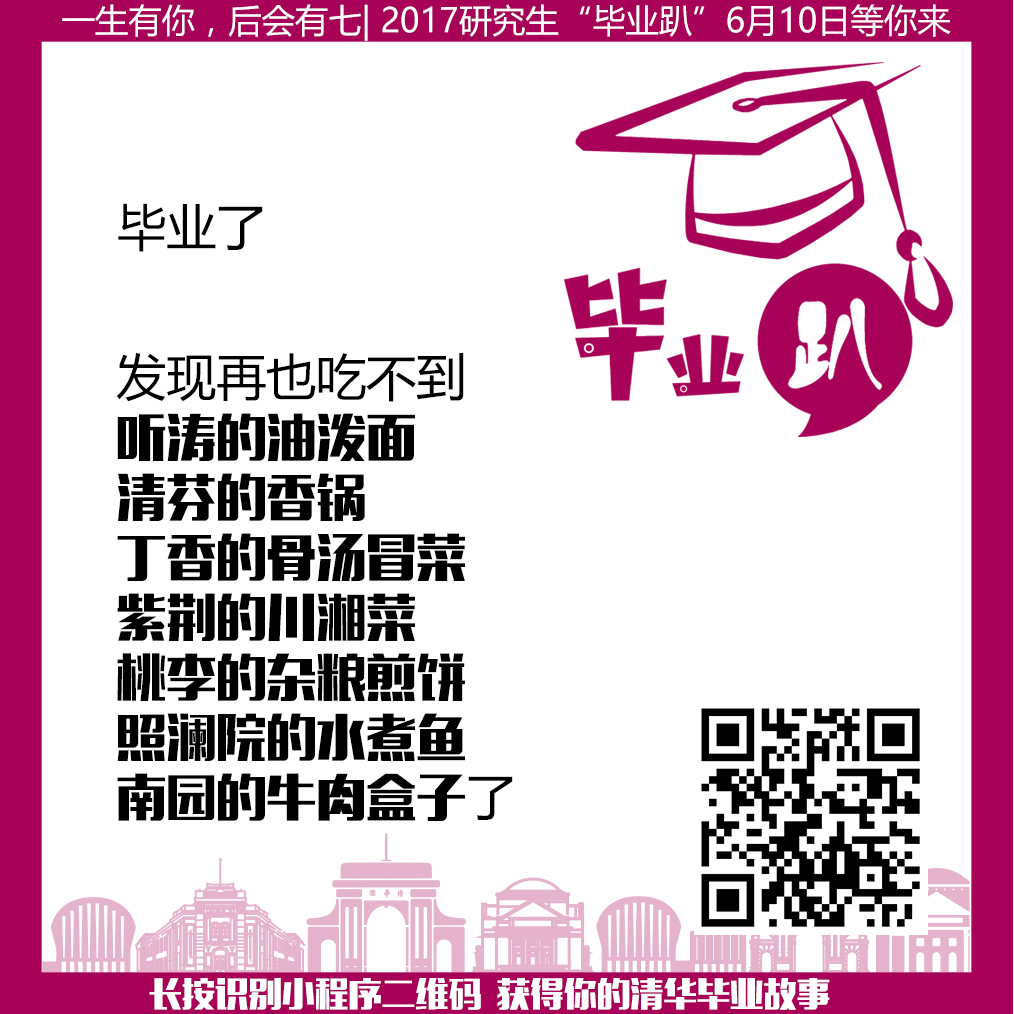 一生有你，后会有七| 2017研究生“毕业趴”6月10日等你来
毕业趴
毕业了
发现再也吃不到
听涛的油泼面
清芬的香锅
丁香的骨汤冒菜
紫荆的川湘菜
桃李的杂粮煎饼
照澜院的水煮鱼
南园的牛肉盒子了
长按识别小程序二维码 获得你的清华毕业故事